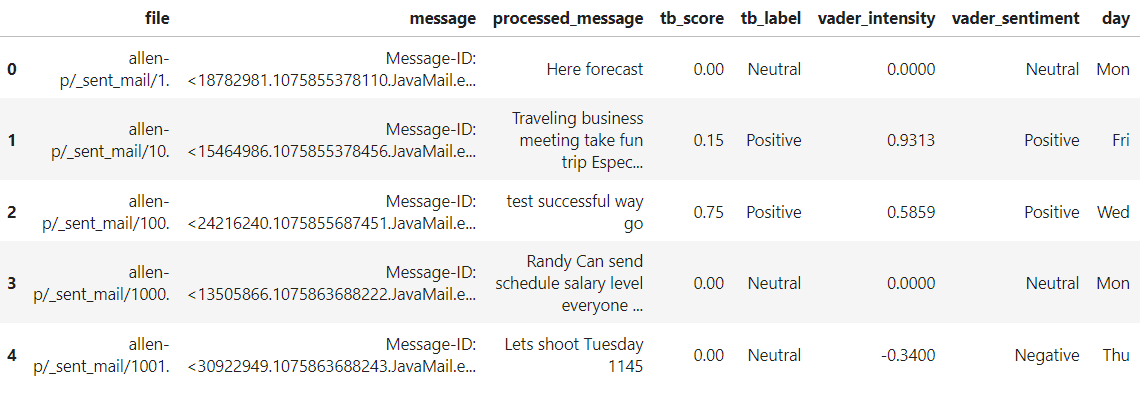 file message processed_message tb_score tb_label vader_intensity vader_sentiment day
0 allen-p/_sent_mail/1. Message-ID: <18782981.1075855378110.JavaMail.e... Here forecast 0.00 Neutral 0.0000 Neutral Mon
1 allen-p/_sent_mail/10. Message-ID: <15464986.1075855378456.JavaMail.e... Traveling business meeting take fun trip Espec... 0.15 Positive 0.9313 Positive Fri
2 allen-p/_sent_mail/100. Message-ID: <24216240.1075855687451.JavaMail.e... test successful way go 0.75 Positive 0.5859 Positive Wed
3 allen-p/_sent_mail/1000. Message-ID: <13505866.1075863688222.JavaMail.e... Randy Can send schedule salary level everyone ... 0.00 Neutral 0.0000 Neutral Mon
4 allen-p/_sent_mail/1001. Message-ID: <30922949.1075863688243.JavaMail.e... Lets shoot Tuesday 1145 0.00 Neutral -0.3400 Negative Thu